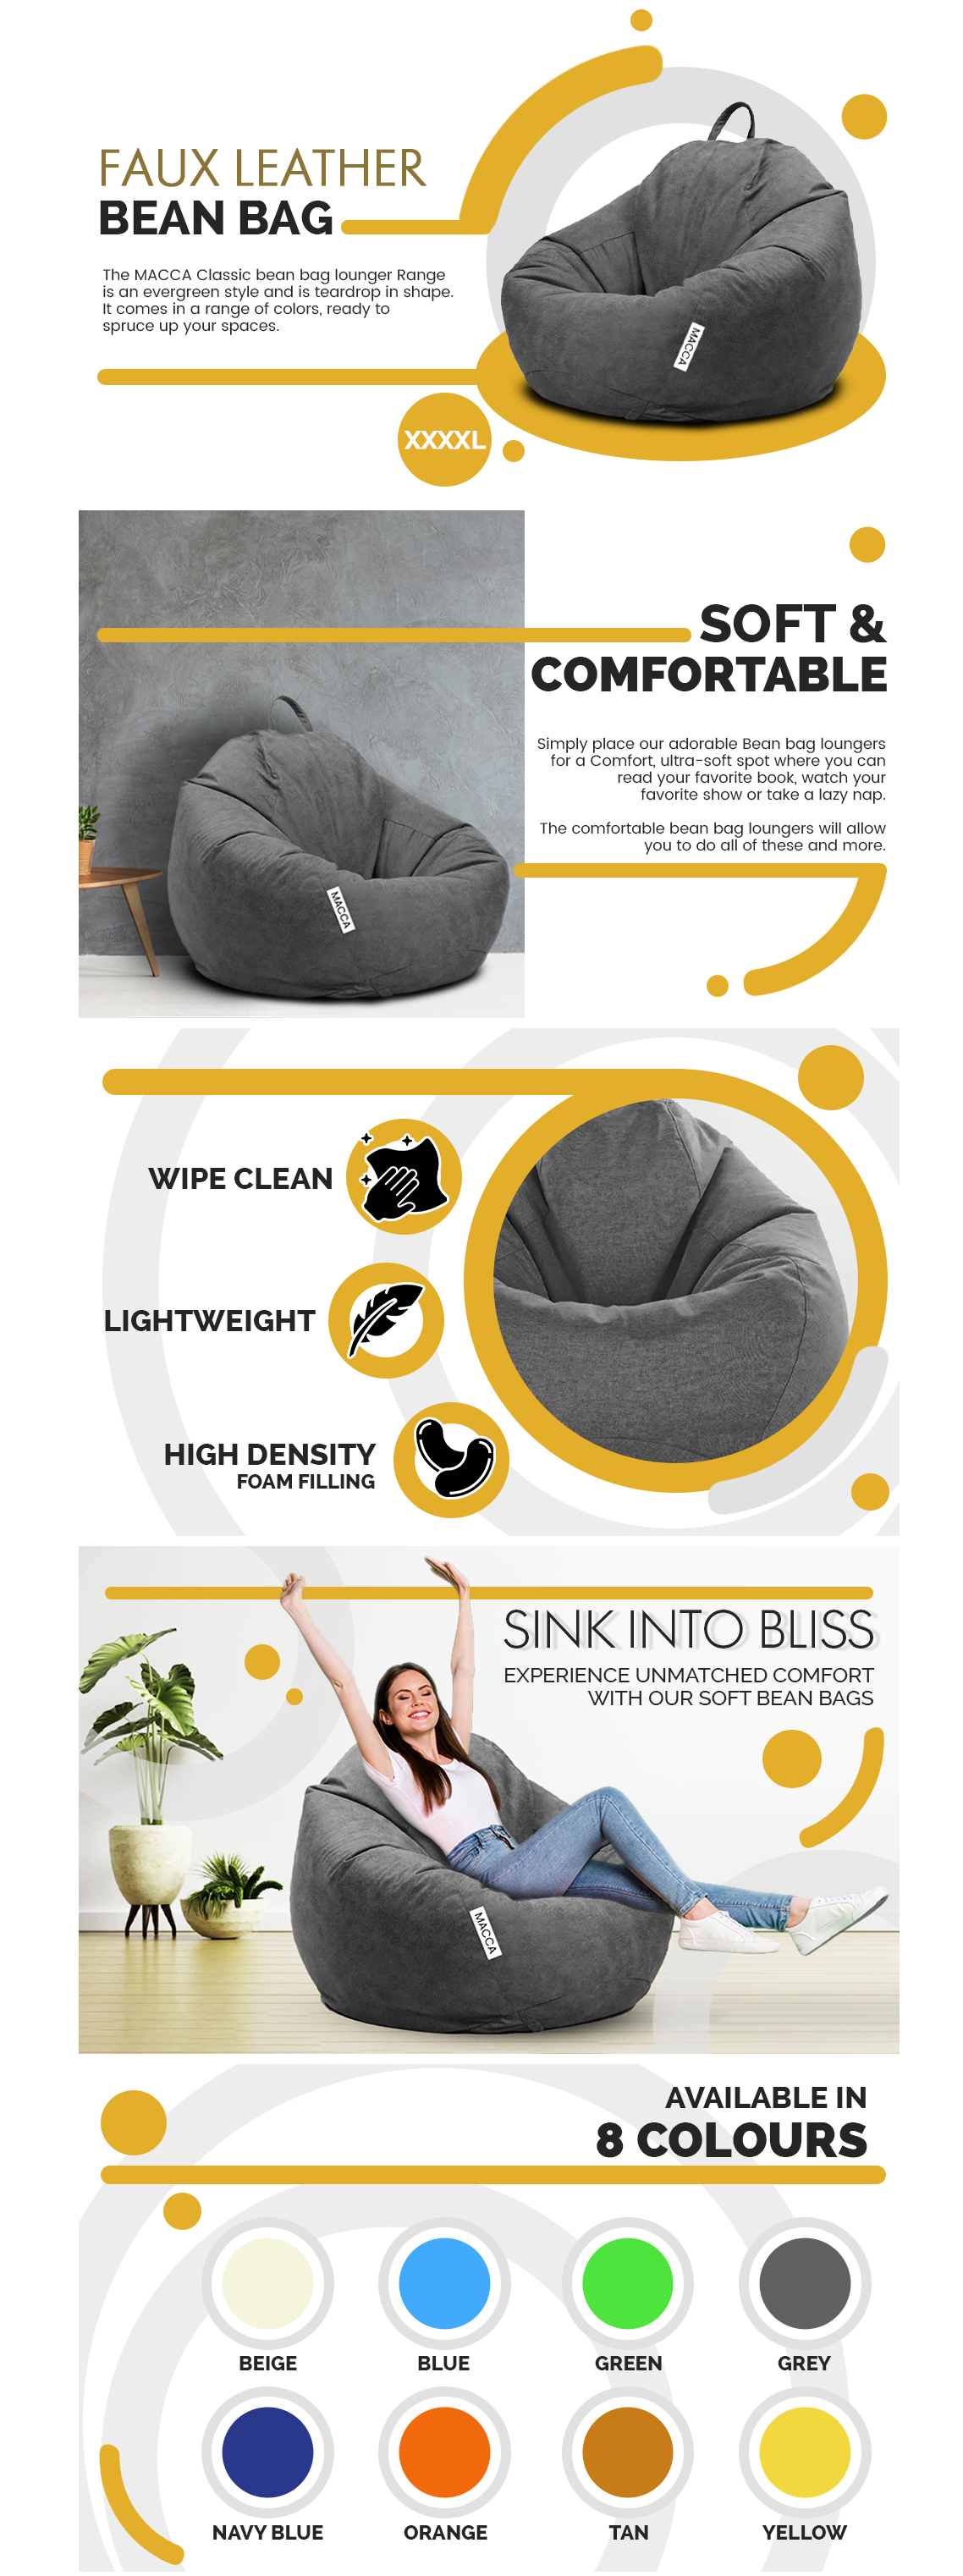 FAUX LEATHER
BEAN BAG
The MACCA Classic bean bag lounger Range
is an evergreen style and is teardrop in shape.
It comes in a range of colors, ready to
spruce up your spaces.
MACCA
XXXXL
SOFT &
COMFORTABLE
Simply place our adorable Bean bag loungers
for a Comfort, ultra-soft spot where you can
read your favorite book, watch your
favorite show or take a lazy nap.
The comfortable bean bag loungers will allow
you to do all of these and more.
MACCA
WIPE CLEAN
LIGHTWEIGHT
HIGH DENSITY
FOAM FILLING
SINK INTO BLISS
EXPERIENCE UNMATCHED COMFORT
WITH OUR SOFT BEAN BAGS
MACCA
AVAILABLE IN
8 COLOURS
BEIGE
BLUE
GREEN
GREY
NAVY BLUE
ORANGE
TAN
YELLOW